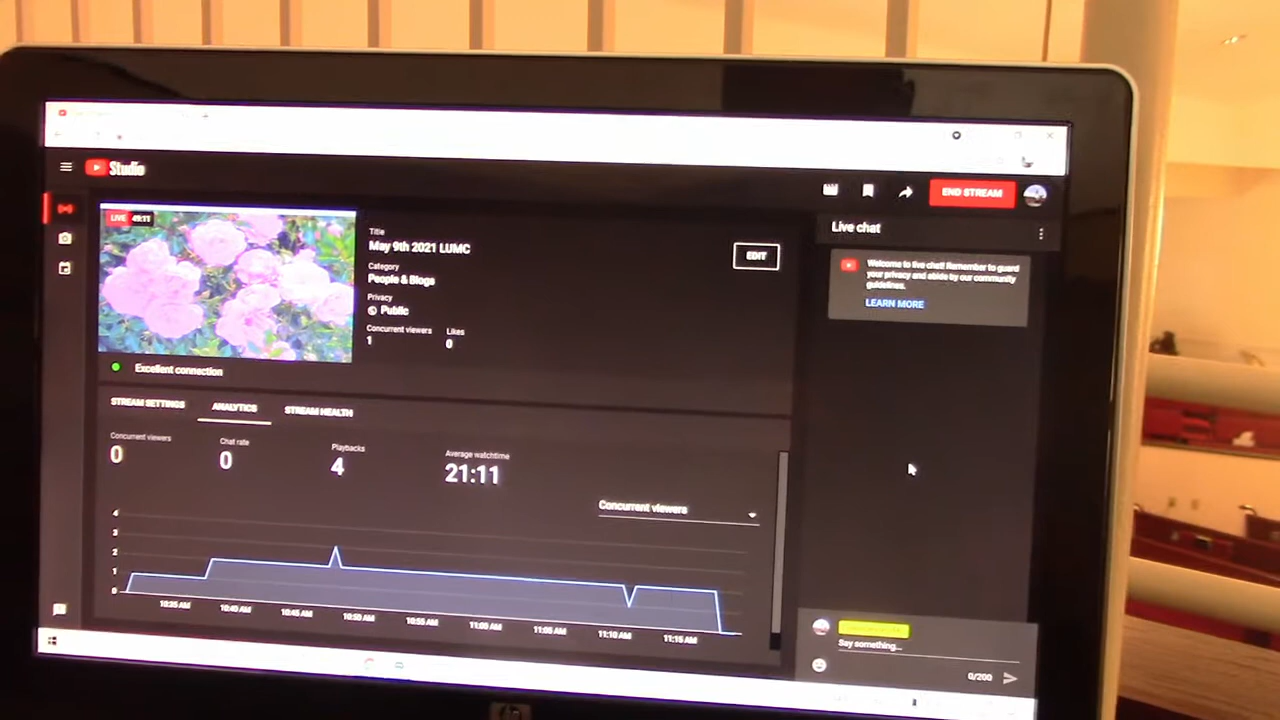 Studio
END STREAM
LIVE 49:11
Title
May 9th 2021 LUMC
Category
People & Blogs
Privacy
Public
Concurrent viewers
Likes
1
0
EDIT
Excellent connection
Live chat
Welcome to live chat! Remember to guard
your privacy and abide by our community
guidelines.
LEARN MORE
STREAM SETTINGS
ANALYTICS
STREAM HEALTH
Concurrent viewers
0
Chat rate
0
Playbacks
4
Average watchtime
21:11
Concurrent viewers
4
3
2
1
0
10:35 AM
10:40 AM
10:45 AM
10:50 AM
10:55 AM
11:00 AM
11:05 AM
11:10 AM
11:15 AM
Say something...
0/200
hp